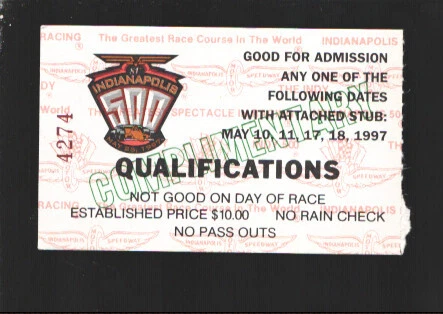 RACING The Greatest Race Course In The World INDIANAPOLIS
GOOD FOR ADMISSION
ANY ONE OF THE
FOLLOWING DATES
WITH ATTACHED STUB:
MAY 10, 11, 17, 18, 1997
INDIANAPOLIS
500
4274
COMPLIMENTARY
QUALIFICATIONS
NOT GOOD ON DAY OF RACE
ESTABLISHED PRICE $10.00 NO RAIN CHECK
NO PASS OUTS